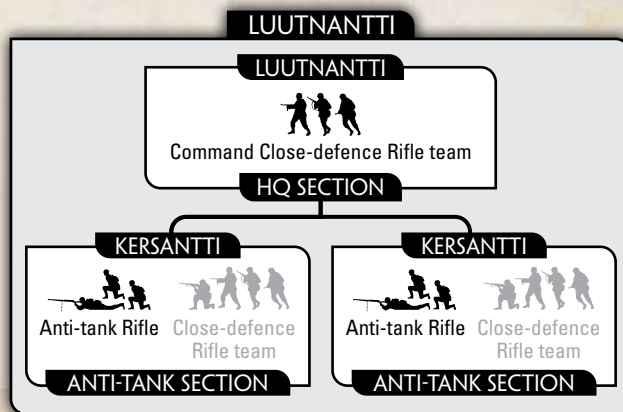 LUUTNANTTI
LUUTNANTTI
Command Close-defence Rifle team
HQ SECTION
KERSANTTI
Anti-tank Rifle
Close-defence
Rifle team
ANTI-TANK SECTION
KERSANTTI
Anti-tank Rifle
Close-defence
Rifle team
ANTI-TANK SECTION